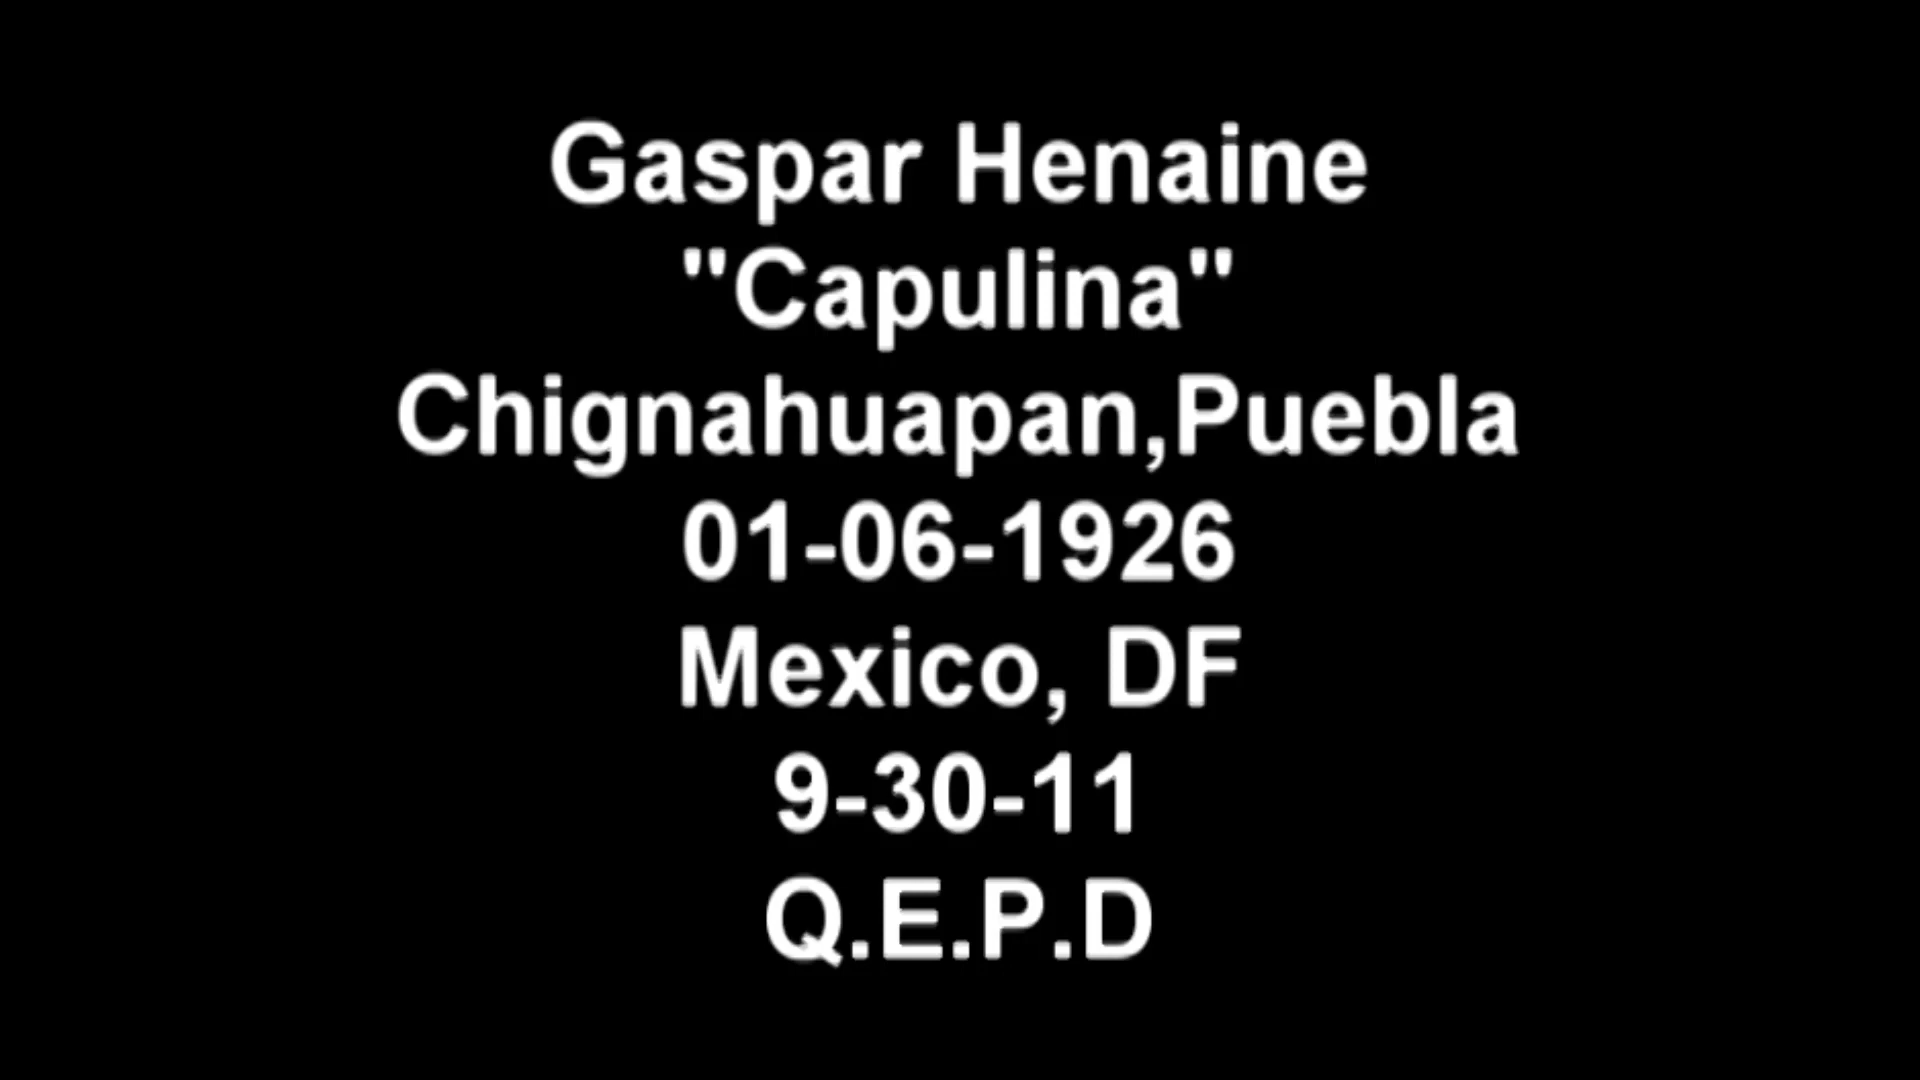 Gaspar Henaine
"Capulina"
Chignahuapan,Puebla
01-06-1926
Mexico, DF
9-30-11
Q.E.P.D